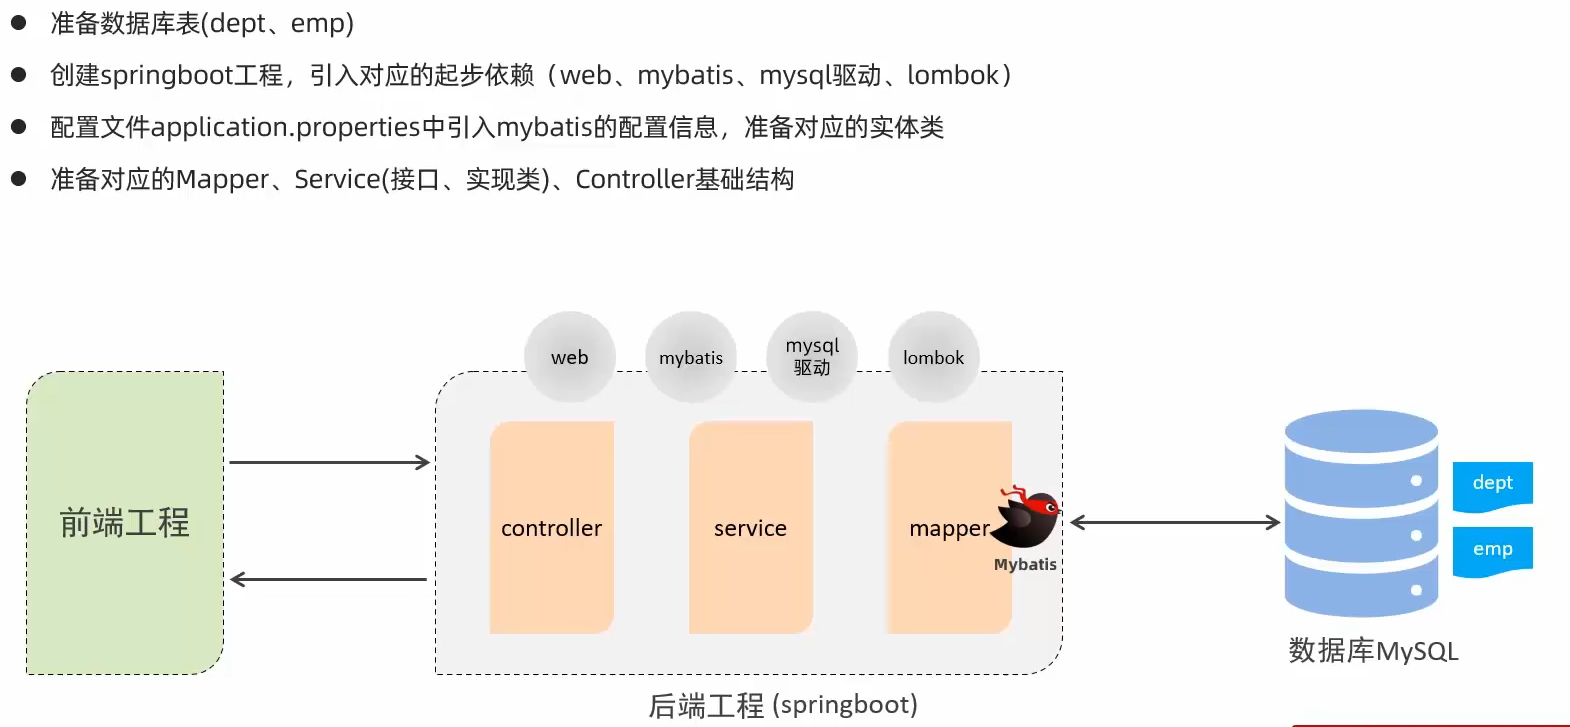 准备数据库表(dept、emp)
创建springboot工程，引入对应的起步依赖（web、mybatis、mysql驱动、lombok）
配置文件application.properties中引入mybatis的配置信息，准备对应的实体类
准备对应的Mapper、Service(接口、实现类)、Controller基础结构
web
mybatis
mysql
驱动
lombok
前端工程
controller
service
mapper
Mybatis
dept
emp
数据库MySQL
后端工程 (springboot)